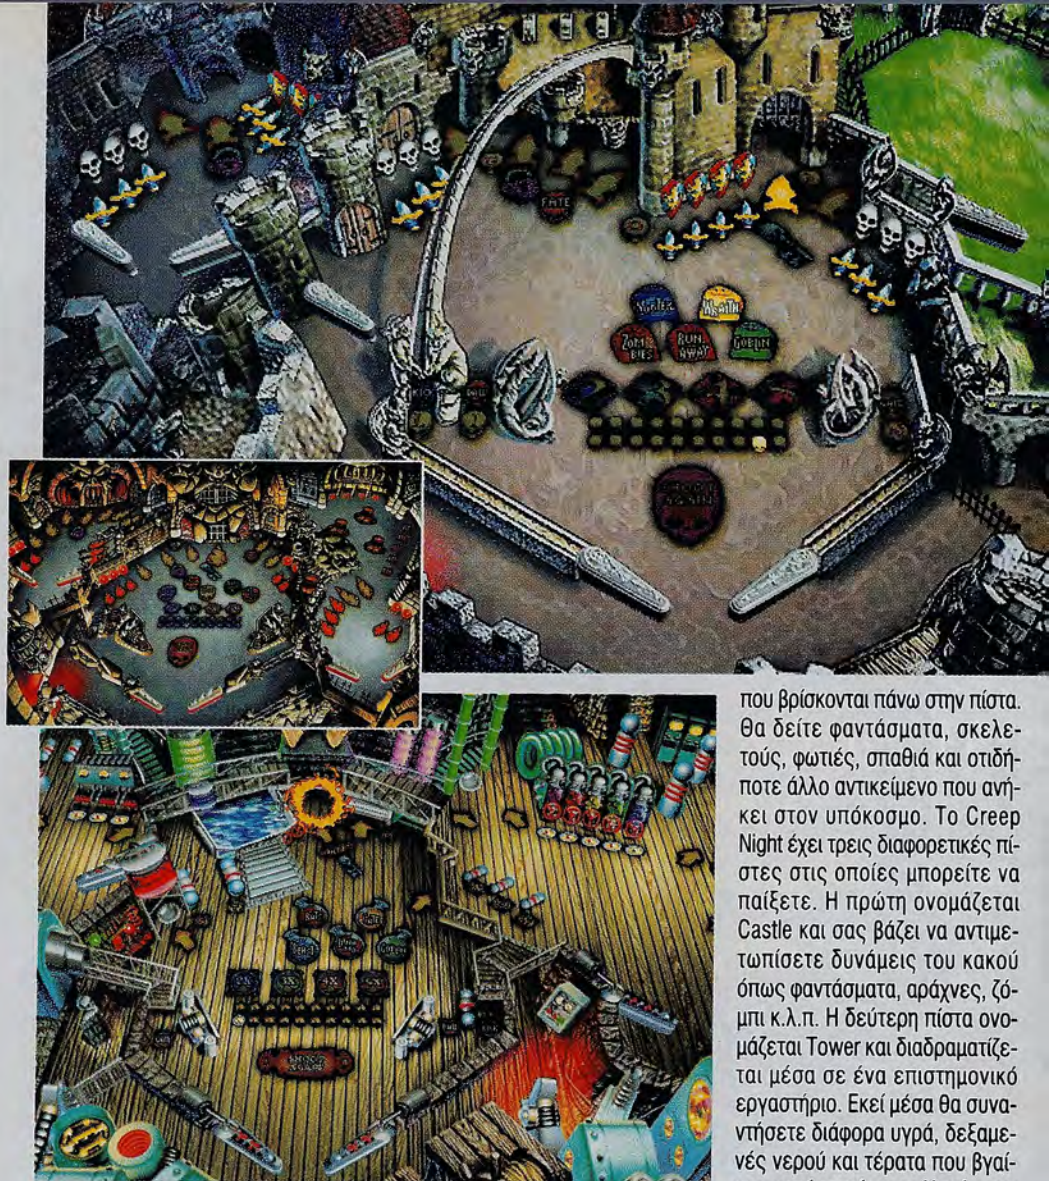 FATE
WRAITH
ZOM
BIES
RUN
AWAY
GOBLIN
που βρίσκονται πάνω στην πίστα.
Θα δείτε φαντάσματα, σκελε-
τούς, φωτιές, σπαθιά και οτιδή-
ποτε άλλο αντικείμενο που ανή-
κει στον υπόκοσμο. Το Creep
Night έχει τρεις διαφορετικές πί-
στες στις οποίες μπορείτε να
παίξετε. Η πρώτη ονομάζεται
Castle και σας βάζει να αντιμε-
τωπίσετε δυνάμεις του κακού
όπως φαντάσματα, αράχνες, ζό-
μπι κ.λ.π. Η δεύτερη πίστα ονο-
μάζεται Tower και διαδραματίζε-
ται μέσα σε ένα επιστημονικό
εργαστήριο. Εκεί μέσα θα συνα-
ντήσετε διάφορα υγρά, δεξαμε-
νές νερού και τέρατα που βγαί-